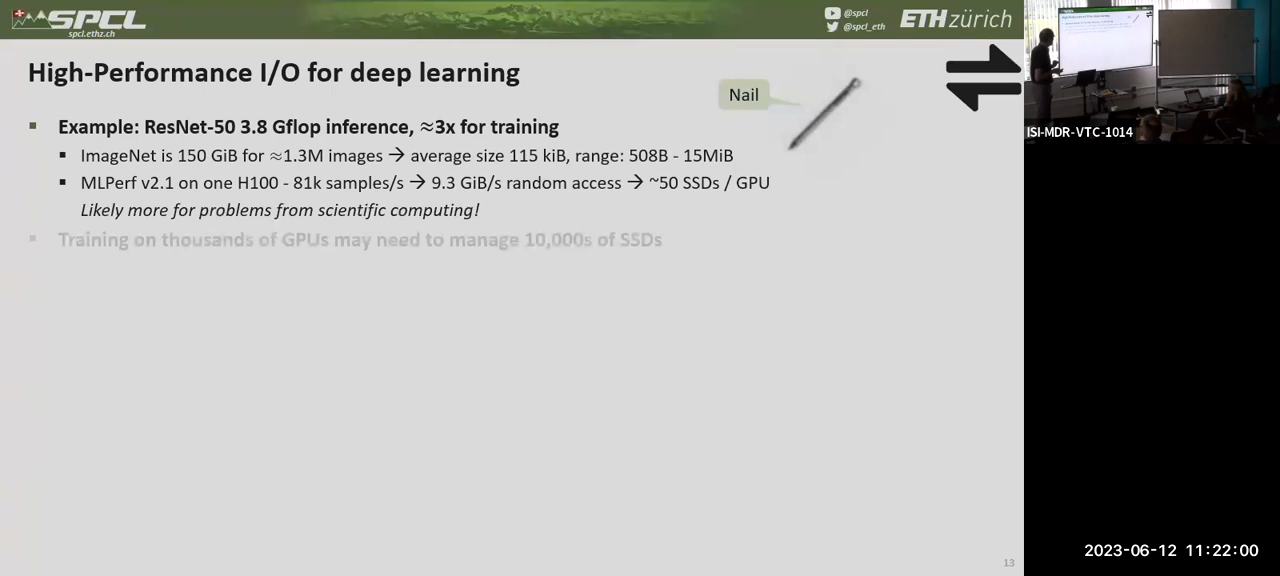 SPCL
spcl.ethz.ch
@spcl
@spcl_eth
ETH zürich
High-Performance I/O for deep learning
Nail
Example: ResNet-50 3.8 Gflop inference, ≈3x for training
ImageNet is 150 GiB for ≈1.3M images → average size 115 kiB, range: 508B - 15MiB
MLPerf v2.1 on one H100 - 81k samples/s → 9.3 GiB/s random access → ~50 SSDs / GPU
Likely more for problems from scientific computing!
Training on thousands of GPUs may need to manage 10,000s of SSDs
13
ISI-MDR-VTC-1014
2023-06-12 11:22:00